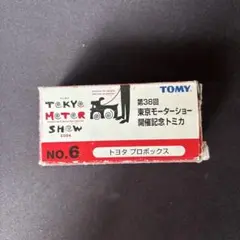 TOKYO
MOTOR
SHOW
2004
NO.6
TOMY
第38回
東京モーターショー
開催記念トミカ
トヨタ プロボックス